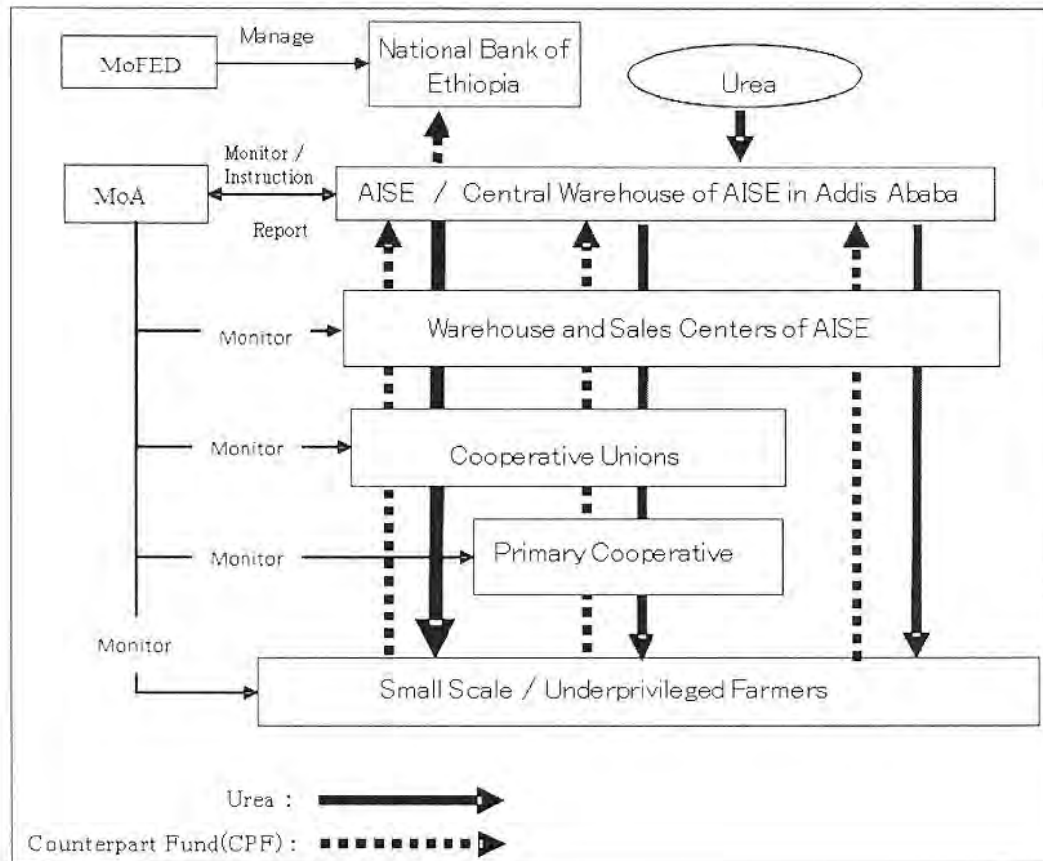 Manage
MoFED
National Bank of
Ethiopia
Urea
Monitor /
Instruction
MoA
AISE / Central Warehouse of AISE in Addis Ababa
Report
Warehouse and Sales Centers of AISE
Monitor
Monitor
Cooperative Unions
Monitor
Primary Cooperative
Monitor
Small Scale / Underprivileged Farmers
Urea :
Counterpart Fund(CPF) :